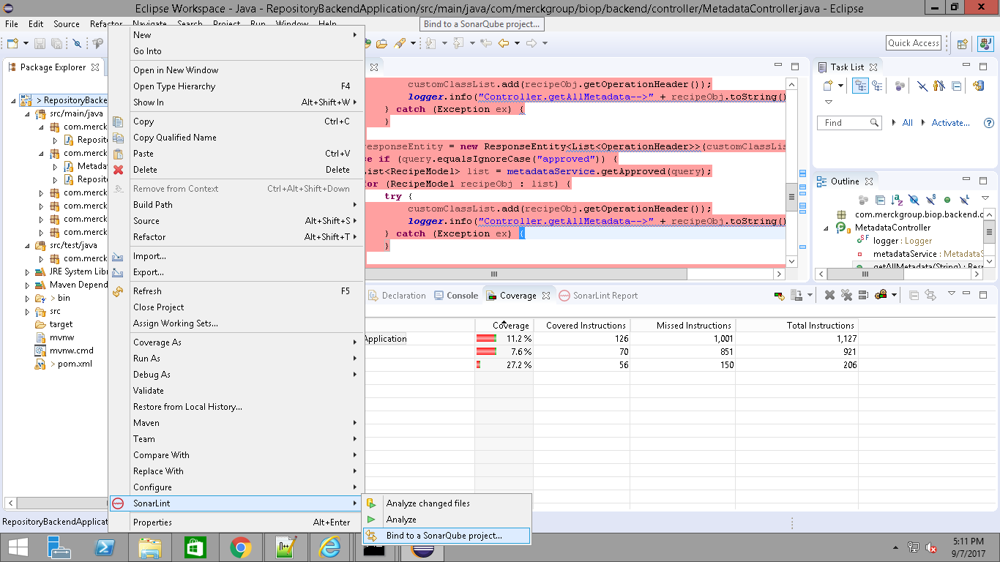 Eclipse Workspace - Java - RepositoryBackendApplication/src/main/java/com/merckgroup/biop/backend/controller/MetadataController.java - Eclipse
File Edit Source Refactor Navigate Search Project Run Window Help
Bind to a SonarQube project...
Quick Access
Package Explorer
> RepositoryBacke
src/main/java
com.merck
Reposito
com.merck
Metada
Reposit
com.merck
com.merck
com.merck
com.merck
src/test/java
com.merck
JRE System Libr
Maven Depend
> bin
src
target
mvnw
mvnw.cmd
> pom.xml
RepositoryBackendApplicat
New
Go Into
Open in New Window
Open Type Hierarchy F4
Show In Alt+Shift+W
Copy Ctrl+C
Copy Qualified Name
Paste Ctrl+V
Delete Delete
Remove from Context Ctrl+Alt+Shift+Down
Build Path
Source Alt+Shift+S
Refactor Alt+Shift+T
Import...
Export...
Refresh F5
Close Project
Assign Working Sets...
Coverage As
Run As
Debug As
Validate
Restore from Local History...
Maven
Team
Compare With
Replace With
Configure
SonarLint
Properties Alt+Enter
Analyze changed files
Analyze
Bind to a SonarQube project...
customClassList.add(recipeObj.getOperationHeader());
logger.info("Controller.getAllMetadata-->" + recipeObj.toString()
} catch (Exception ex) {
}
responseEntity = new ResponseEntity<List<OperationHeader>>(customClassLis
se if (query.equalsIgnoreCase("approved")) {
List<RecipeModel> list = metadataService.getApproved(query);
or (RecipeModel recipeObj : list) {
try {
customClassList.add(recipeObj.getOperationHeader());
logger.info("Controller.getAllMetadata-->" + recipeObj.toString()
} catch (Exception ex) {
}
Task List
Find All Activate...
Outline
com.merckgroup.biop.backend.c
MetadataController
logger : Logger
metadataService : MetadataS
getAllMetadata(String) : Res
Declaration Console Coverage SonarLint Report
Coverage Covered Instructions Missed Instructions Total Instructions
Application 11.2 % 126 1,001 1,127
7.6 % 70 851 921
27.2 % 56 150 206
5:11 PM
9/7/2017